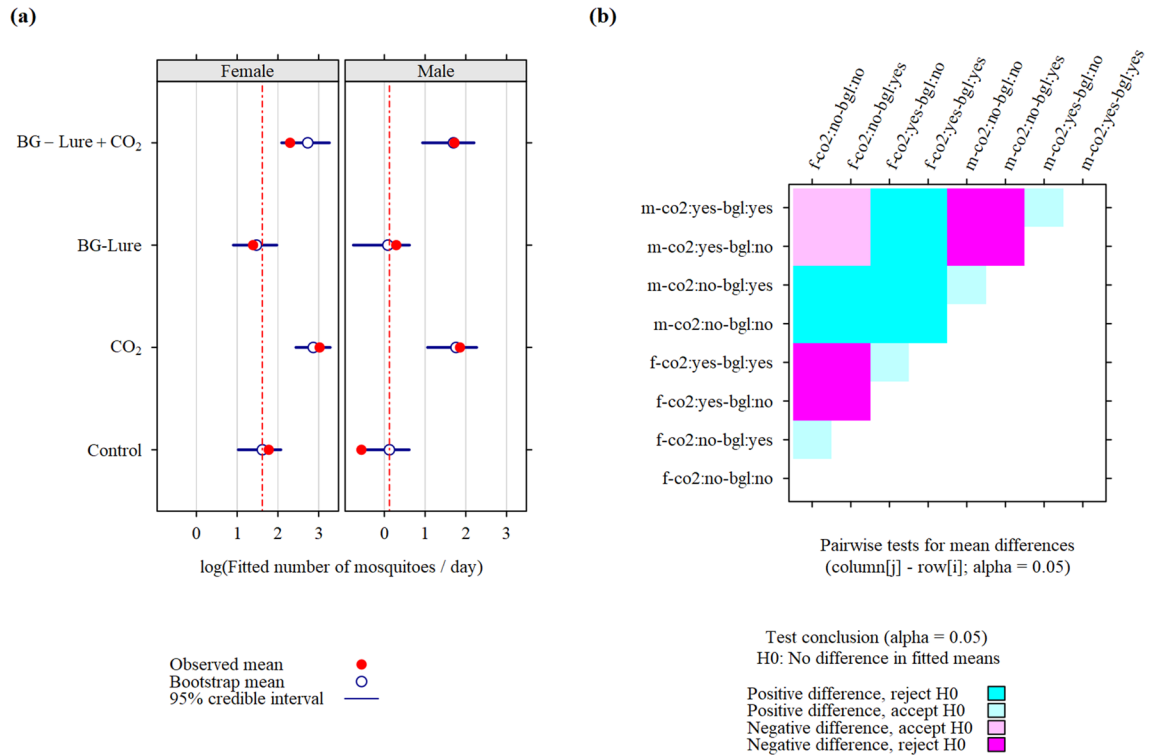 (a)
Female
Male
BG – Lure + CO₂
BG-Lure
CO₂
Control
0 1 2 3
0 1 2 3
log(Fitted number of mosquitoes / day)
Observed mean
Bootstrap mean
95% credible interval
(b)
f-co2:no-bgl:no
f-co2:no-bgl:yes
f-co2:yes-bgl:no
f-co2:yes-bgl:yes
m-co2:no-bgl:no
m-co2:no-bgl:yes
m-co2:yes-bgl:no
m-co2:yes-bgl:yes
m-co2:yes-bgl:yes
m-co2:yes-bgl:no
m-co2:no-bgl:yes
m-co2:no-bgl:no
f-co2:yes-bgl:yes
f-co2:yes-bgl:no
f-co2:no-bgl:yes
f-co2:no-bgl:no
Pairwise tests for mean differences
(column[j] - row[i]; alpha = 0.05)
Test conclusion (alpha = 0.05)
H0: No difference in fitted means
Positive difference, reject H0
Positive difference, accept H0
Negative difference, accept H0
Negative difference, reject H0